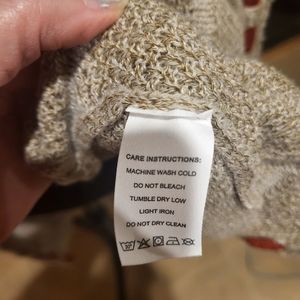 CARE INSTRUCTIONS:
MACHINE WASH COLD
DO NOT BLEACH
TUMBLE DRY LOW
LIGHT IRON
DO NOT DRY CLEAN